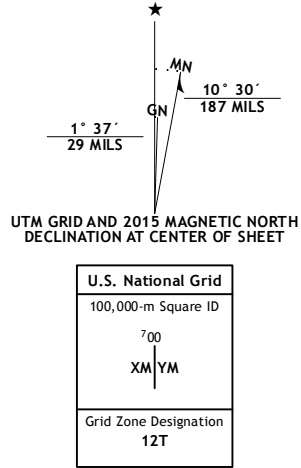 MN
GN
10° 30´
187 MILS
1° 37´
29 MILS
UTM GRID AND 2015 MAGNETIC NORTH
DECLINATION AT CENTER OF SHEET
U.S. National Grid
100,000-m Square ID
⁷00
XM YM
Grid Zone Designation
12T